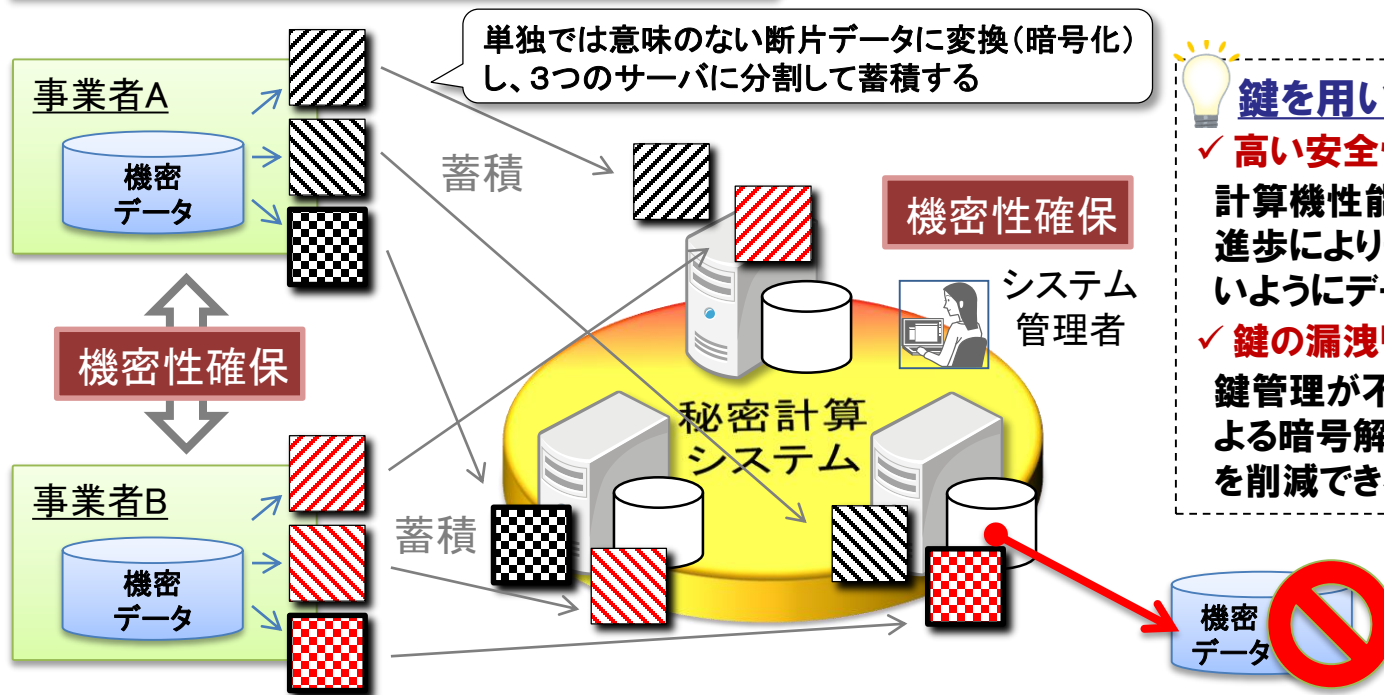 単独では意味のない断片データに変換（暗号化）
し、３つのサーバに分割して蓄積する
事業者A
機密
データ
蓄積
機密性確保
システム
管理者
機密性確保
秘密計算
システム
事業者B
機密
データ
蓄積
鍵を用い
✓高い安全
計算機性能
進歩により
いようにデー
✓鍵の漏洩
鍵管理が不
よる暗号解
を削減でき
機密
データ